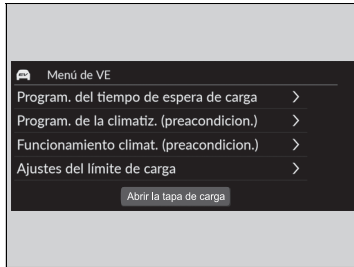 Menú de VE
Program. del tiempo de espera de carga
Program. de la climatiz. (preacondicion.)
Funcionamiento climat. (preacondicion.)
Ajustes del límite de carga
Abrir la tapa de carga